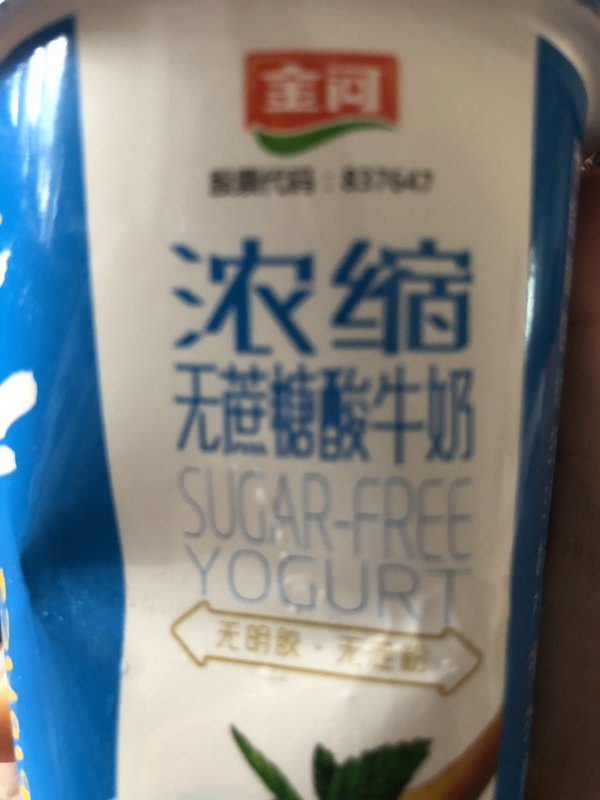 金河
股票代码：837647
浓缩
无蔗糖酸牛奶
SUGAR-FREE
YOGURT
无明胶·无淀粉